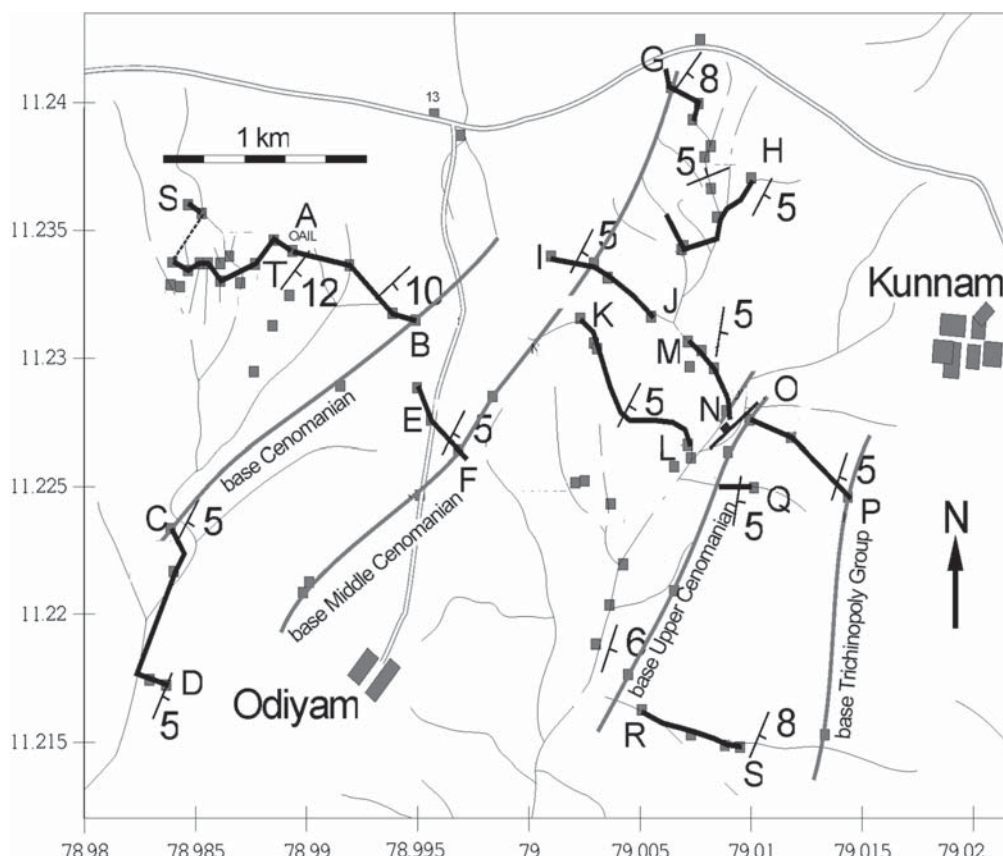 G
8
11.24
13
1 km
5
H
S
5
A
11.235
OAIL
5
I
T
12
10
Kunnam
K
J
5
B
M
11.23
O
E
5
N
5
base Cenomanian
L
5
F
11.225
Q
C
5
5
P
N
base Middle Cenomanian
base Upper Cenomanian
11.22
6
base Trichinopoly Group
D
Odiyam
5
11.215
R
8
S
78.98
78.985
78.99
78.995
79
79.005
79.01
79.015
79.02